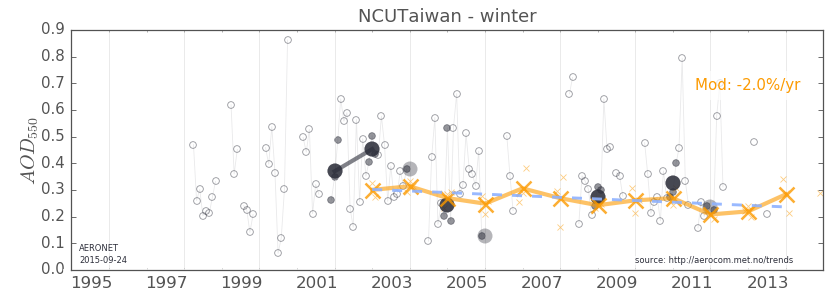 NCUTaiwan - winter
0.9
0.8
0.7
0.6
0.5
0.4
0.3
0.2
0.1
0.0
AOD550
Mod: -2.0%/yr
AERONET
2015-09-24
source: http://aerocom.met.no/trends
1995 1997 1999 2001 2003 2005 2007 2009 2011 2013